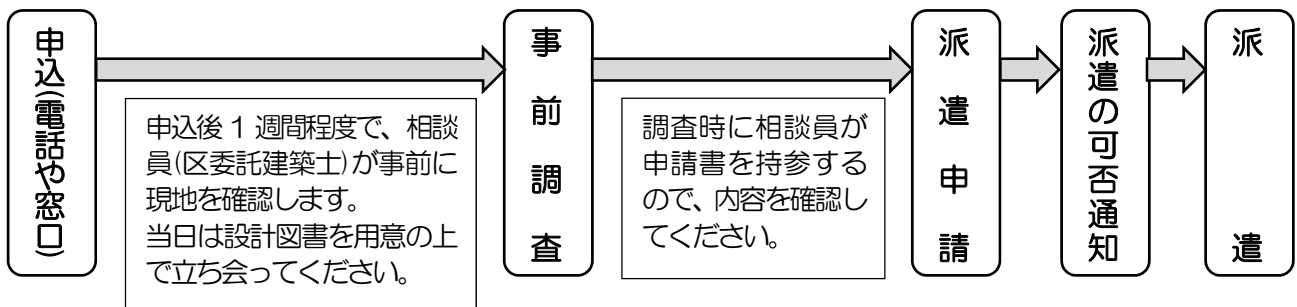 申込(電話や窓口)
申込後 1 週間程度で、相談
員(区委託建築士)が事前に
現地を確認します。
当日は設計図書を用意の上
で立ち会ってください。
事前調査
調査時に相談員が
申請書を持参する
ので、内容を確認し
てください。
派遣申請
派遣の可否通知
派遣